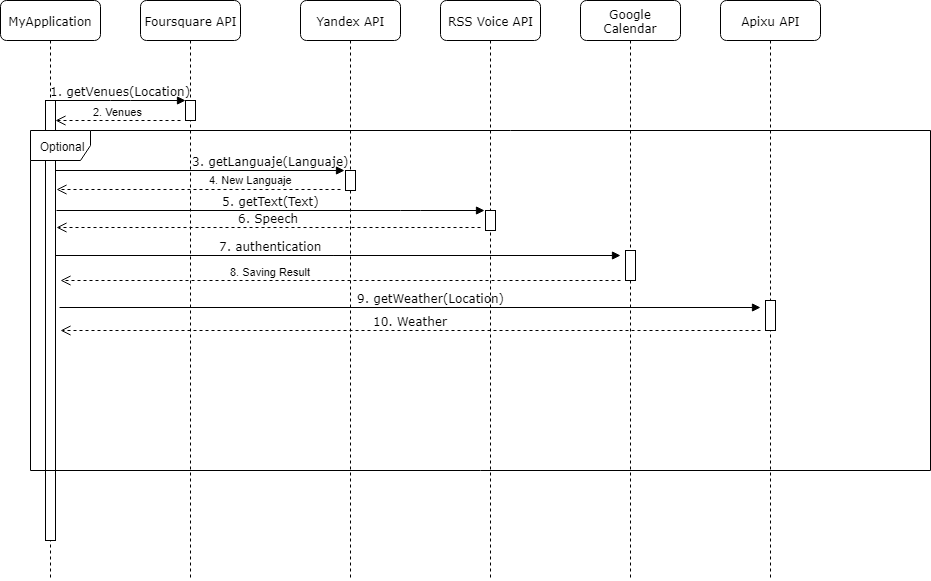 MyApplication
Foursquare API
Yandex API
RSS Voice API
Google
Calendar
Apixu API
1. getVenues(Location)
2. Venues
Optional
3. getLanguaje(Languaje)
4. New Languaje
5. getText(Text)
6. Speech
7. authentication
8. Saving Result
9. getWeather(Location)
10. Weather